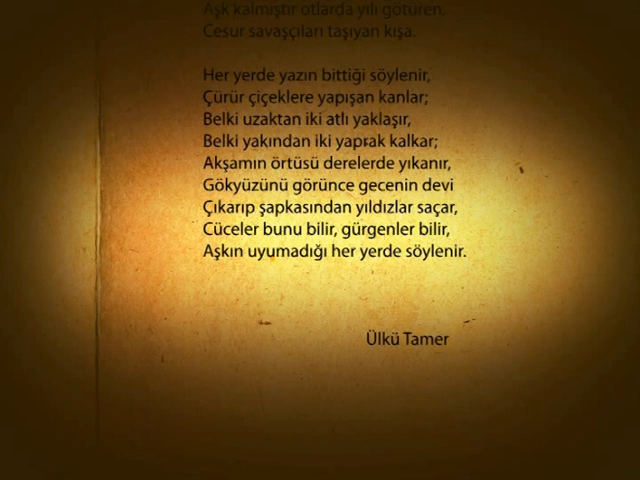 Aşk kalmıştır otlarda yılı götüren,
Cesur savaşçıları taşıyan kışa.
Her yerde yazın bittiği söylenir,
Çürür çiçeklere yapışan kanlar;
Belki uzaktan iki atlı yaklaşır,
Belki yakından iki yaprak kalkar;
Akşamın örtüsü derelerde yıkanır,
Gökyüzünü görünce gecenin devi
Çıkarıp şapkasından yıldızlar saçar,
Cüceler bunu bilir, gürgenler bilir,
Aşkın uyumadığı her yerde söylenir.
Ülkü Tamer